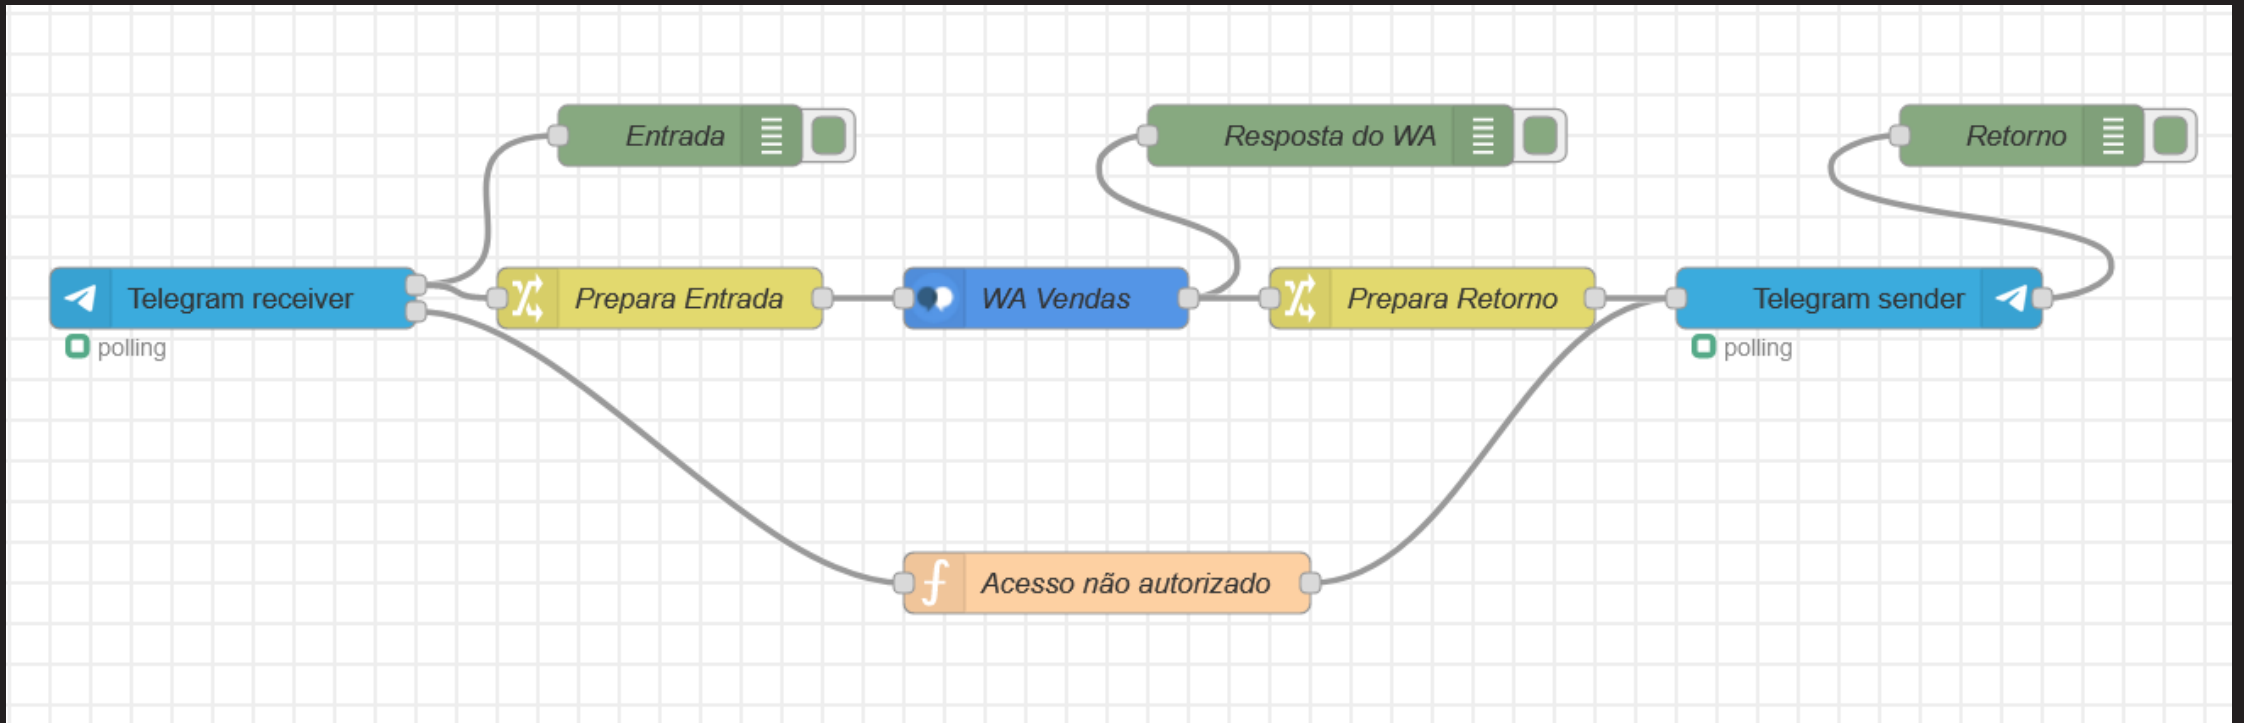 Entrada
Resposta do WA
Retorno
Telegram receiver
Prepara Entrada
WA Vendas
Prepara Retorno
Telegram sender
polling
polling
Acesso não autorizado